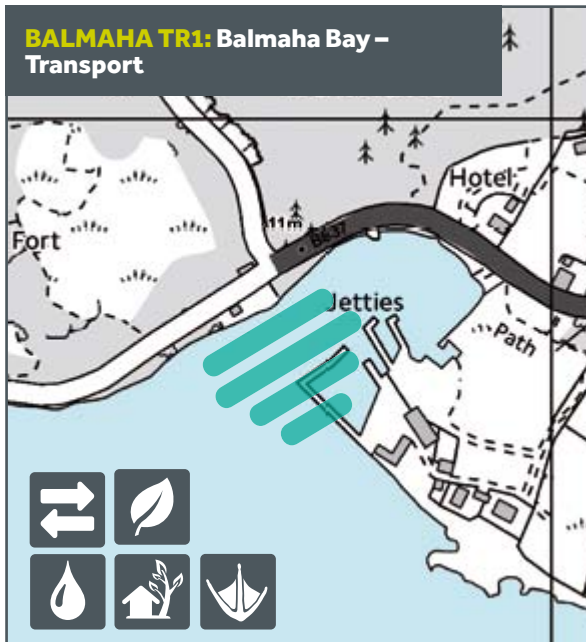 BALMAHA TR1: Balmaha Bay –
Transport
Hotel
11m
B837
Fort
Jetties
Path